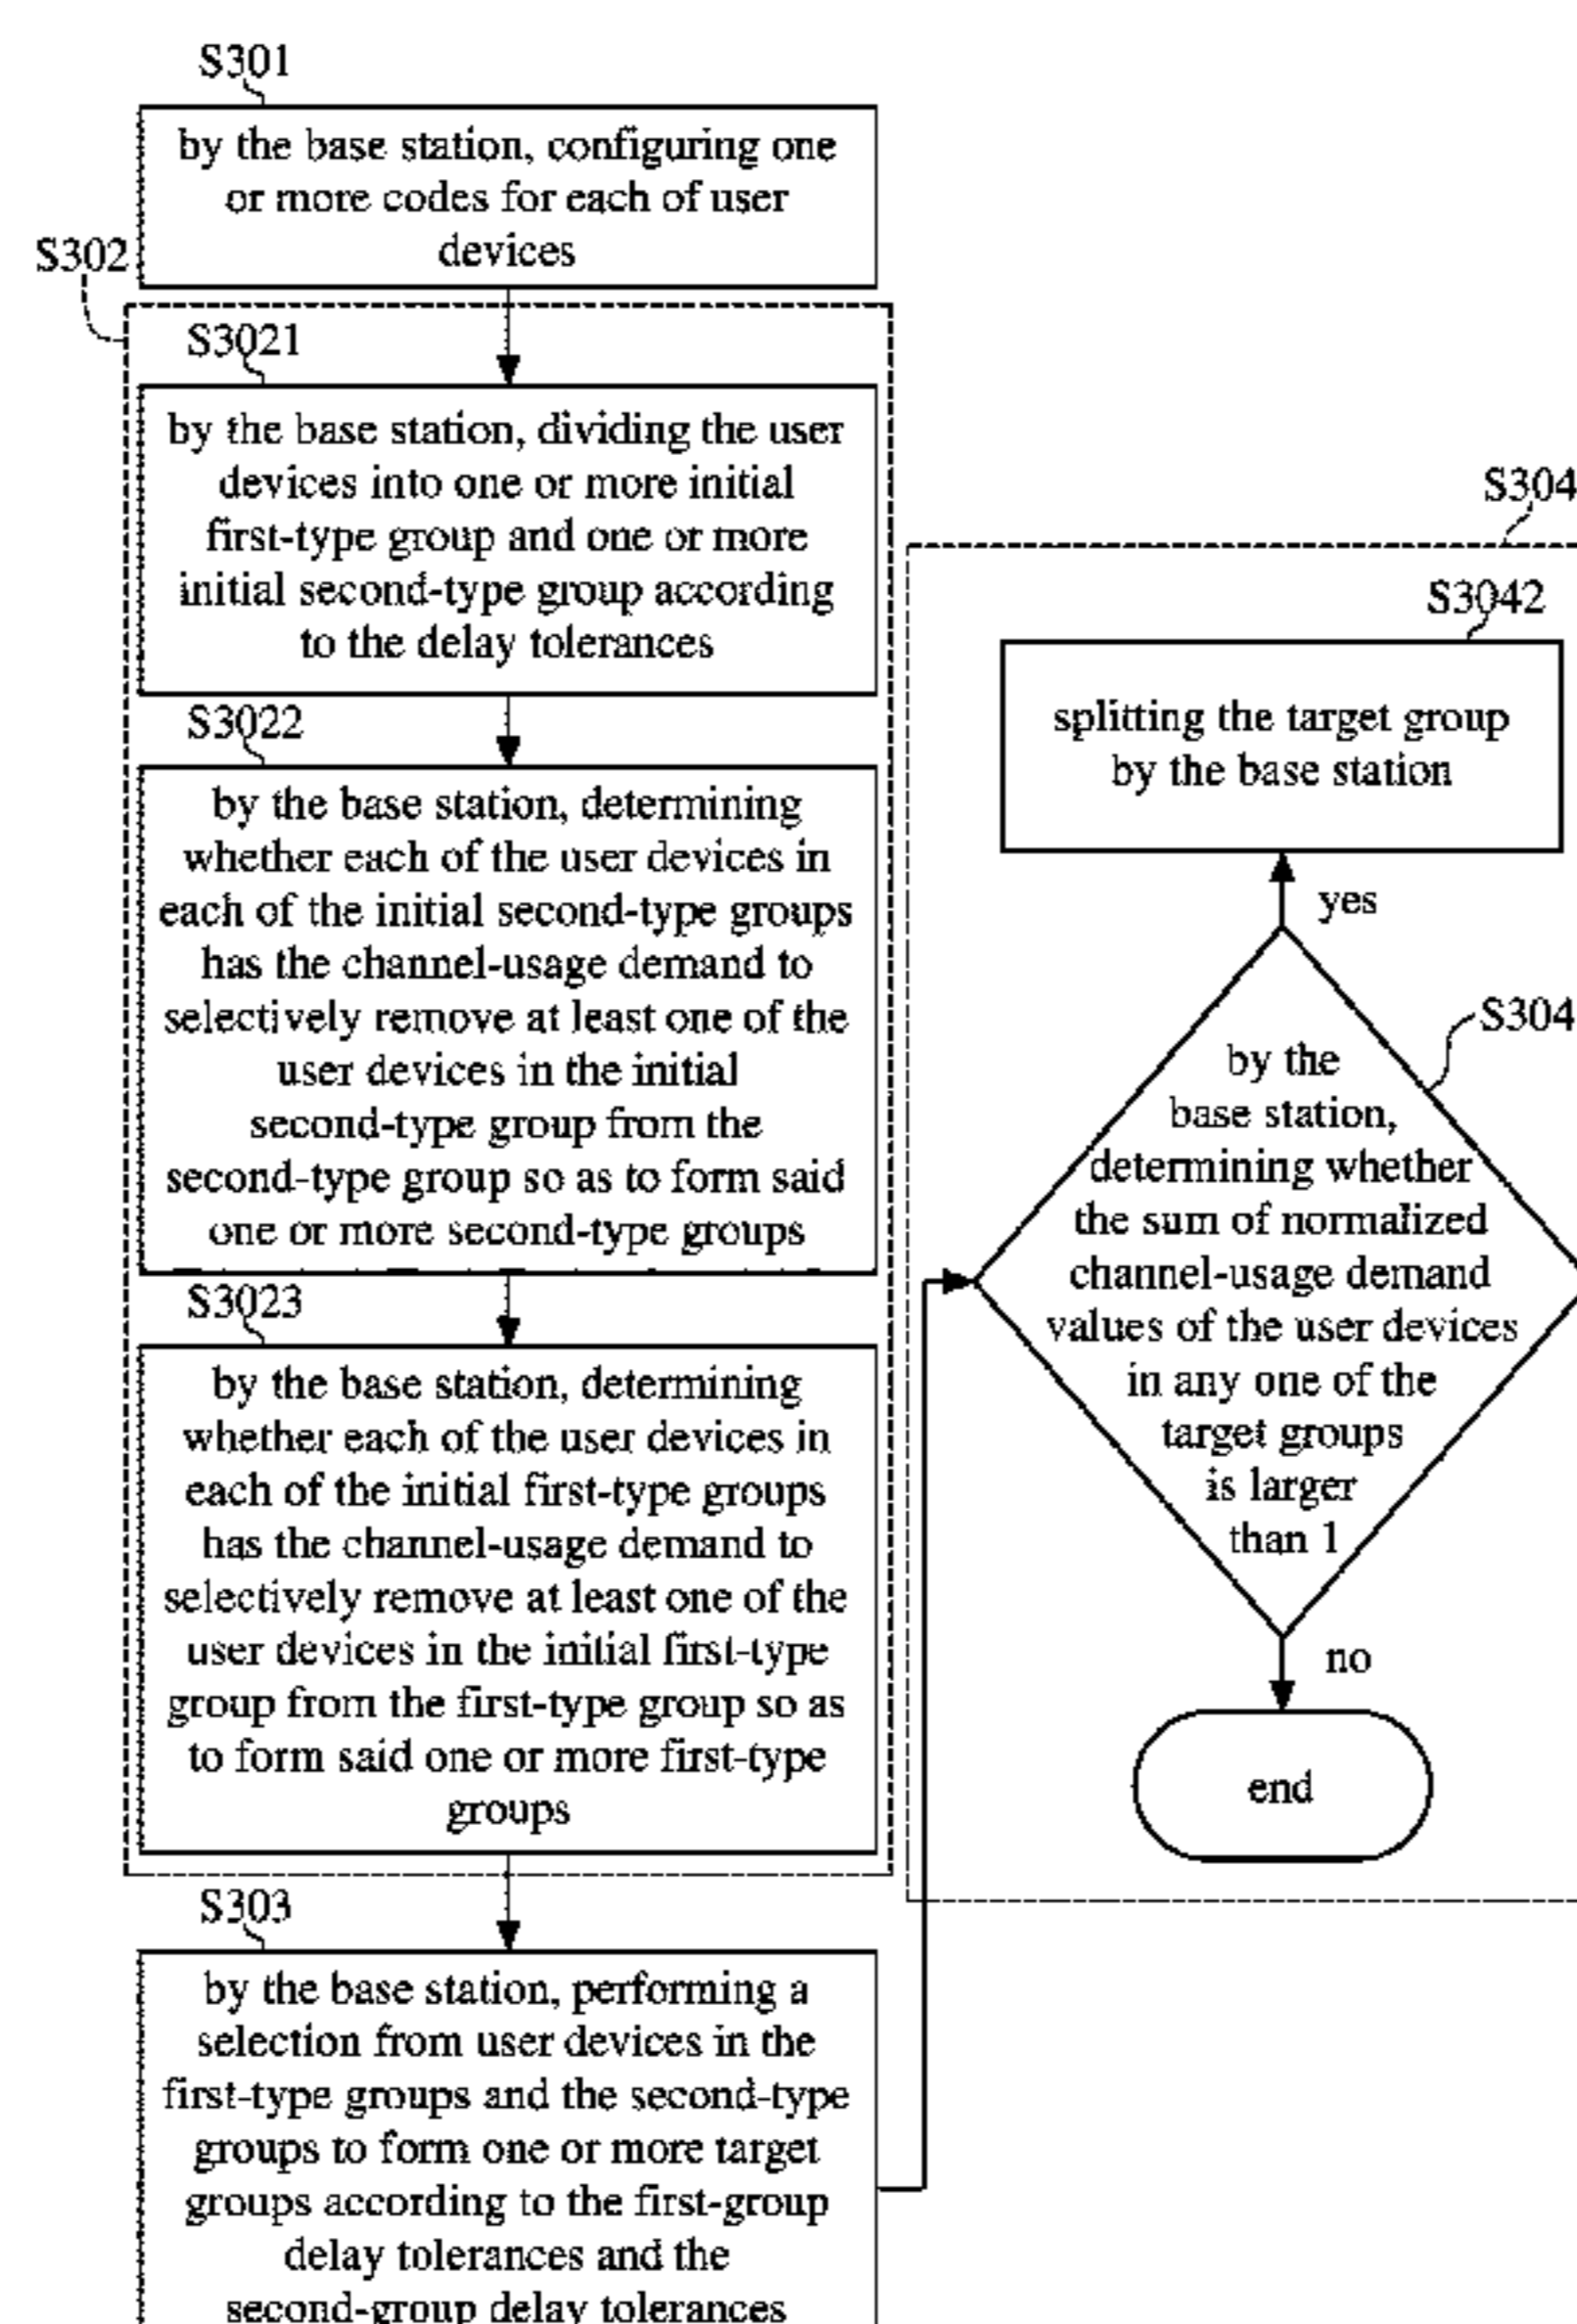 S301
by the base station, configuring one
or more codes for each of user
devices
S302
S3021
by the base station, dividing the user
devices into one or more initial
first-type group and one or more
initial second-type group according
to the delay tolerances
S3022
by the base station, determining
whether each of the user devices in
each of the initial second-type groups
has the channel-usage demand to
selectively remove at least one of the
user devices in the initial
second-type group from the
second-type group so as to form said
one or more second-type groups
S3023
by the base station, determining
whether each of the user devices in
each of the initial first-type groups
has the channel-usage demand to
selectively remove at least one of the
user devices in the initial first-type
group from the first-type group so as
to form said one or more first-type
groups
S303
by the base station, performing a
selection from user devices in the
first-type groups and the second-type
groups to form one or more target
groups according to the first-group
delay tolerances and the
second-group delay tolerances
S304
S3042
splitting the target group
by the base station
yes
S304
by the
base station,
determining whether
the sum of normalized
channel-usage demand
values of the user devices
in any one of the
target groups
is larger
than 1
no
end